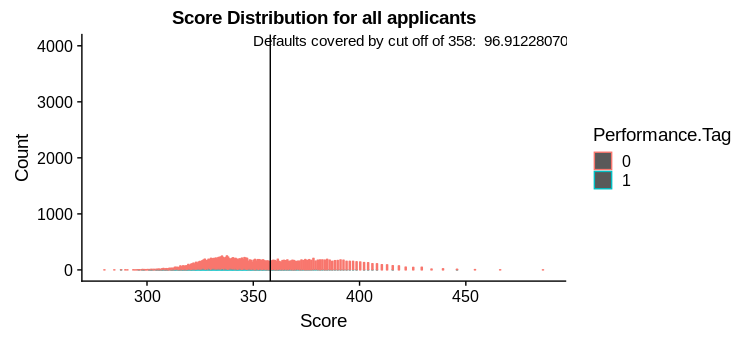 Score Distribution for all applicants
Defaults covered by cut off of 358:  96.91228070
4000
3000
2000
1000
0
Count
300
350
400
450
Score
Performance.Tag
0
1